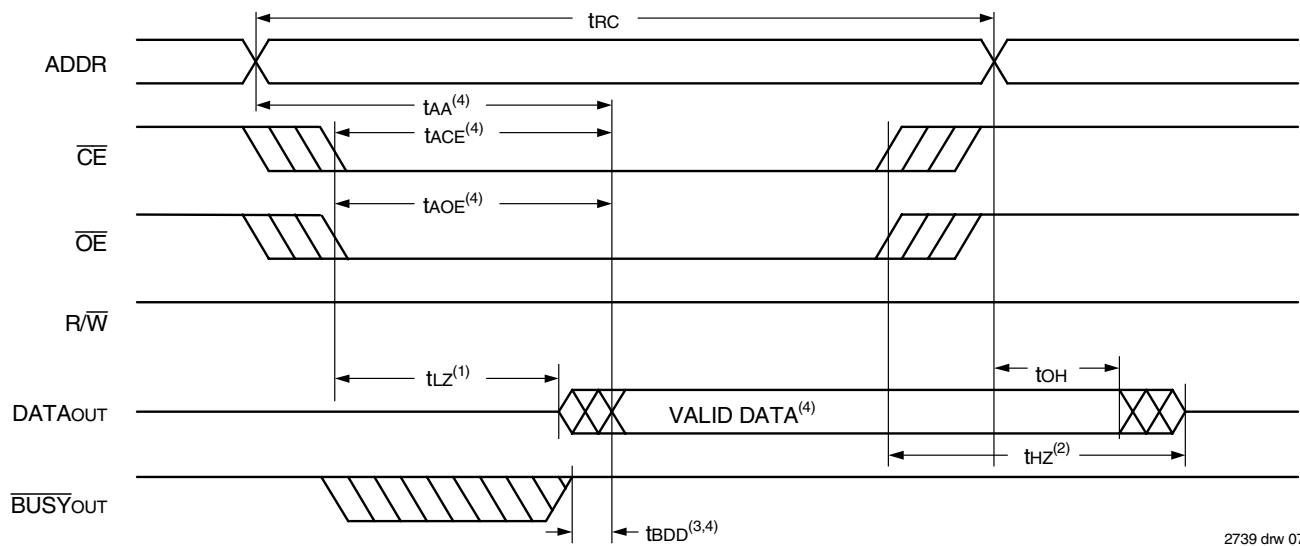 tRC
ADDR
tAA(4)
tACE(4)
CE
tAOE(4)
OE
R/W
tLZ(1)
tOH
DATAOUT
VALID DATA(4)
tHZ(2)
BUSYOUT
tBDD(3,4)
2739 drw 07